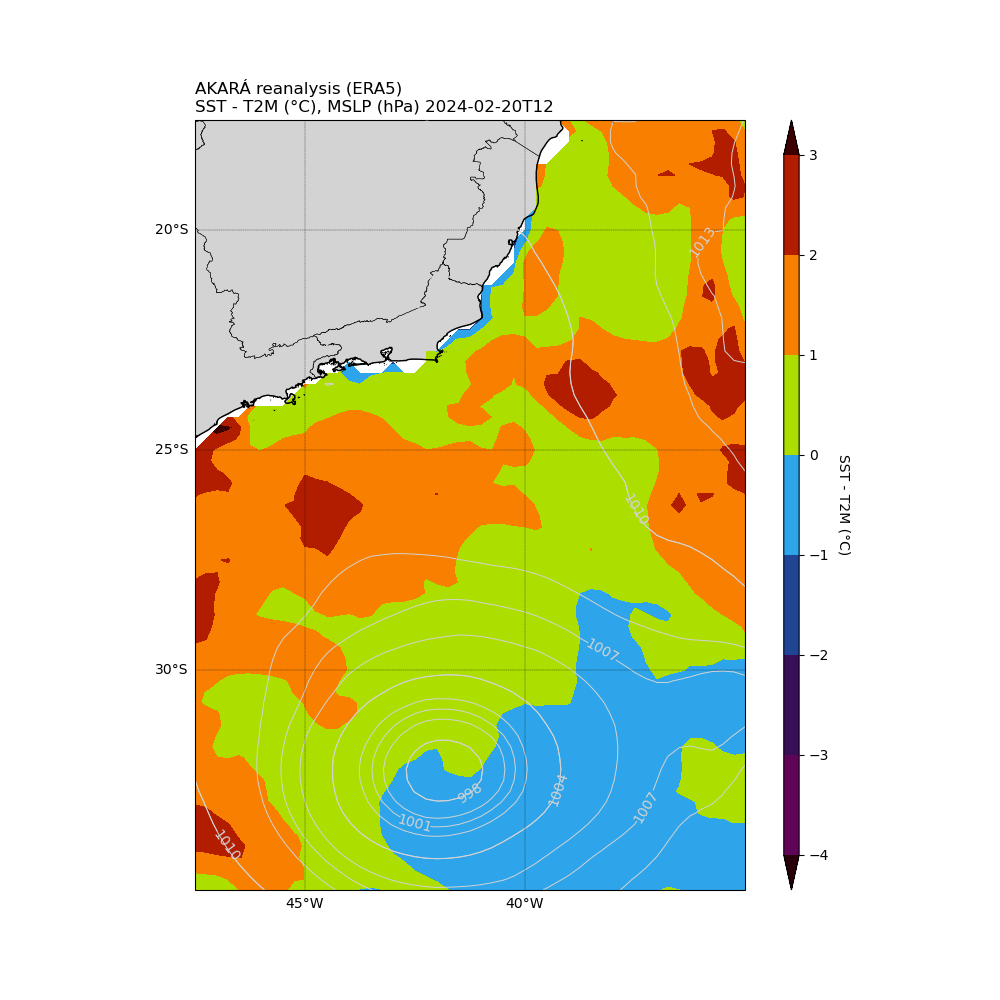 AKARÁ reanalysis (ERA5)
SST - T2M (°C), MSLP (hPa) 2024-02-20T12
3
20°S
1013
2
1
25°S
0
SST - T2M (°C)
1010
−1
1007
−2
30°S
−3
998
1004
1001
1007
1010
−4
45°W
40°W